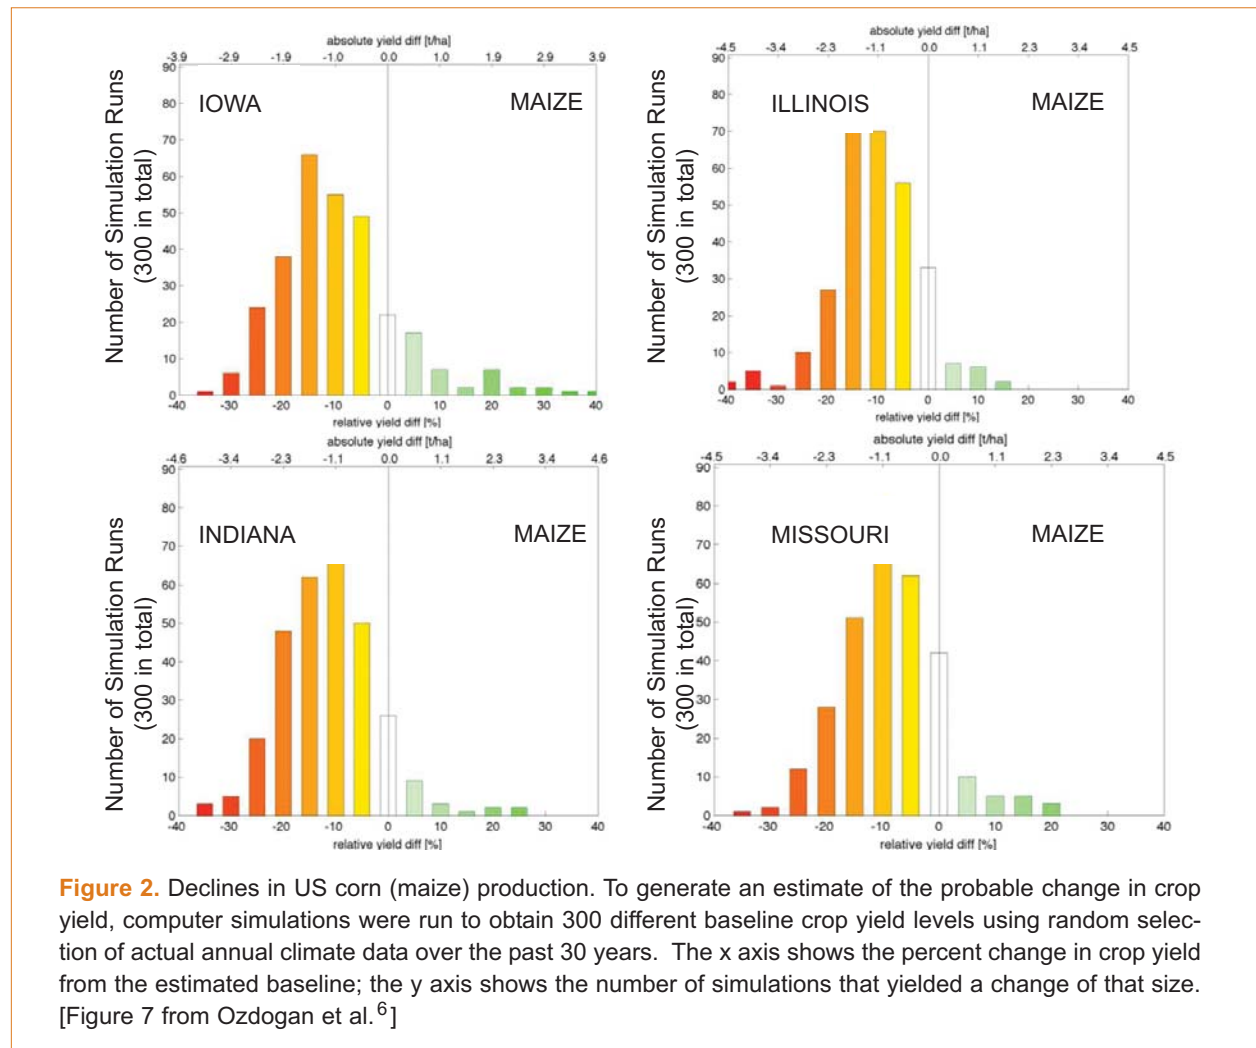 absolute yield diff [t/ha]
-3.9 -2.9 -1.9 -1.0 0.0 1.0 1.9 2.9 3.9
90
80
70
60
50
40
30
20
10
0
IOWA MAIZE
Number of Simulation Runs
(300 in total)
-40 -30 -20 -10 0 10 20 30 40
relative yield diff [%]
absolute yield diff [t/ha]
-4.5 -3.4 -2.3 -1.1 0.0 1.1 2.3 3.4 4.5
90
80
70
60
50
40
30
20
10
0
ILLINOIS MAIZE
Number of Simulation Runs
(300 in total)
-40 -30 -20 -10 0 10 20 30 40
relative yield diff [%]
absolute yield diff [t/ha]
-4.6 -3.4 -2.3 -1.1 0.0 1.1 2.3 3.4 4.6
90
80
70
60
50
40
30
20
10
0
INDIANA MAIZE
Number of Simulation Runs
(300 in total)
-40 -30 -20 -10 0 10 20 30 40
relative yield diff [%]
absolute yield diff [t/ha]
-4.5 -3.4 -2.3 -1.1 0.0 1.1 2.3 3.4 4.5
90
80
70
60
50
40
30
20
10
0
MISSOURI MAIZE
Number of Simulation Runs
(300 in total)
-40 -30 -20 -10 0 10 20 30 40
relative yield diff [%]
Figure 2. Declines in US corn (maize) production. To generate an estimate of the probable change in crop
yield, computer simulations were run to obtain 300 different baseline crop yield levels using random selec-
tion of actual annual climate data over the past 30 years. The x axis shows the percent change in crop yield
from the estimated baseline; the y axis shows the number of simulations that yielded a change of that size.
[Figure 7 from Ozdogan et al.6]